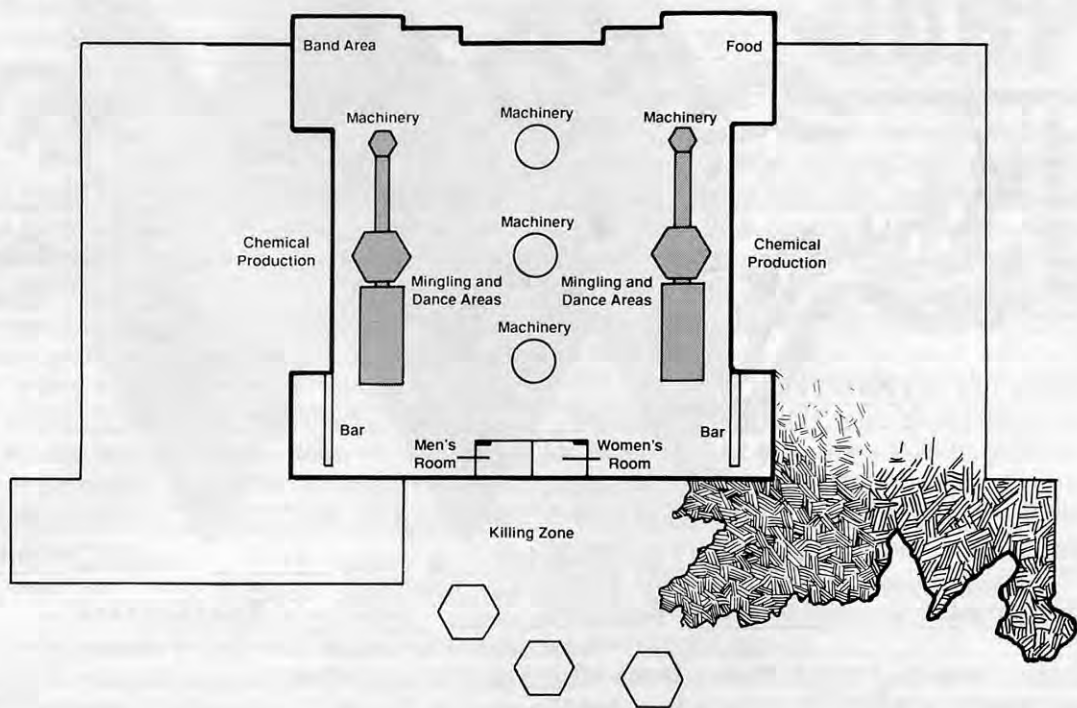 Band Area
Food
Machinery
Machinery
Machinery
Chemical
Production
Machinery
Chemical
Production
Mingling and
Dance Areas
Mingling and
Dance Areas
Machinery
Bar
Men's
Room
Women's
Room
Bar
Killing Zone